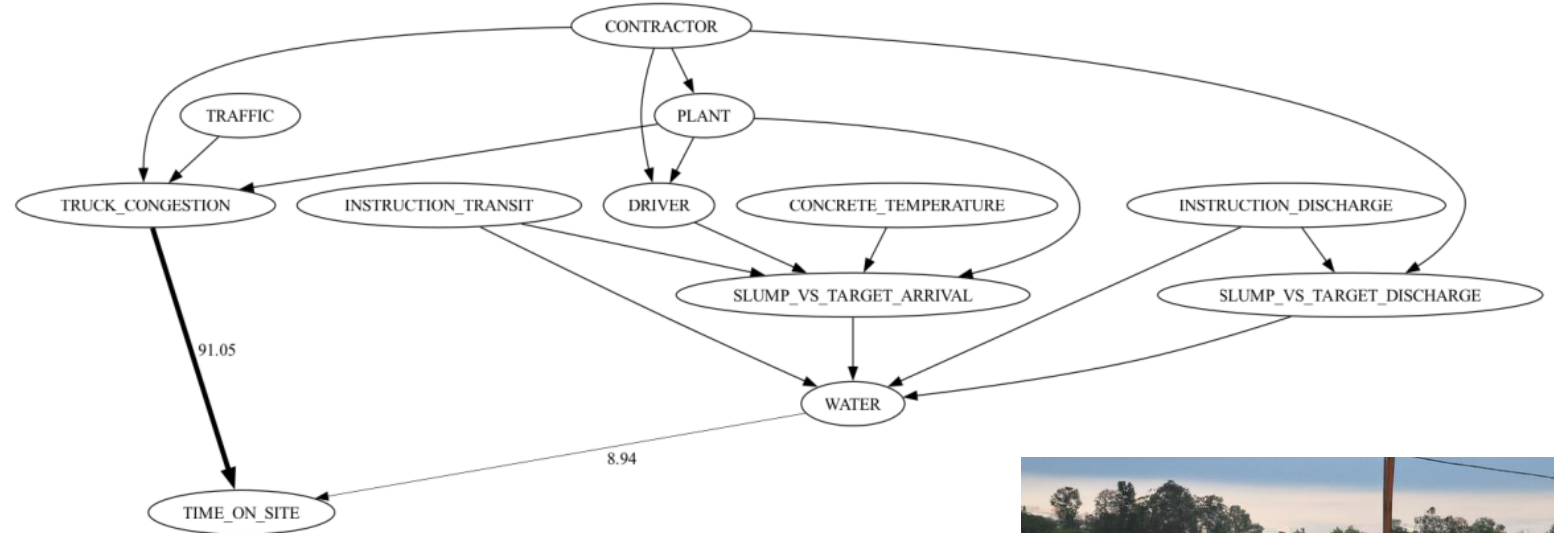 CONTRACTOR
TRAFFIC
PLANT
TRUCK_CONGESTION
INSTRUCTION_TRANSIT
DRIVER
CONCRETE_TEMPERATURE
INSTRUCTION_DISCHARGE
SLUMP_VS_TARGET_ARRIVAL
SLUMP_VS_TARGET_DISCHARGE
91.05
WATER
8.94
TIME_ON_SITE